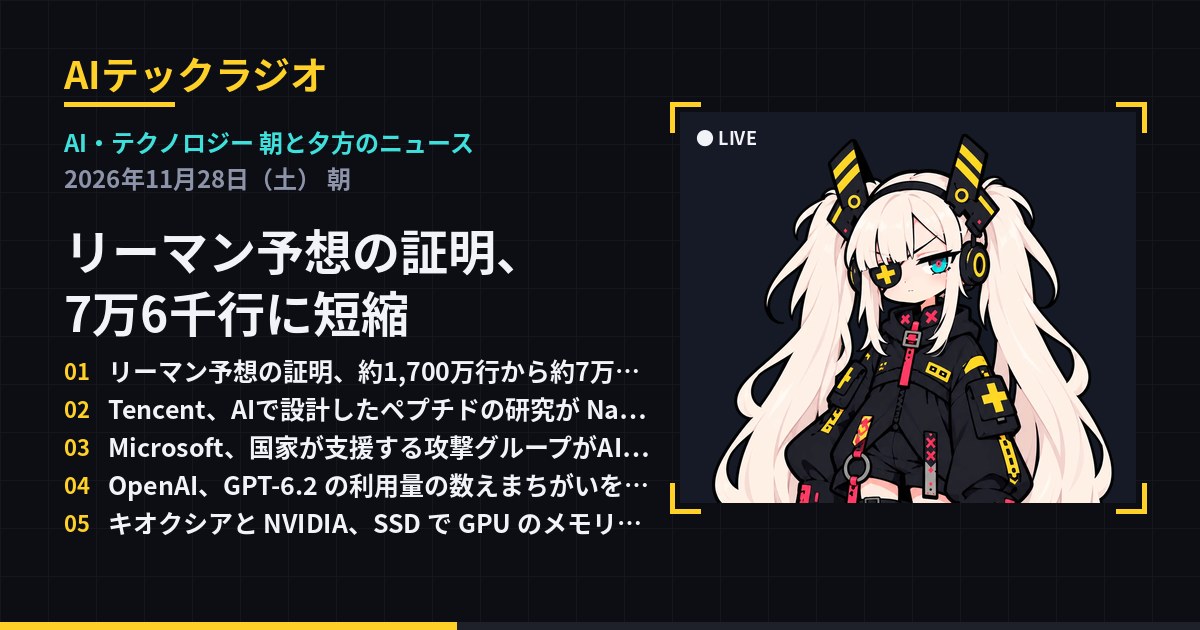 AIテックラジオ
AI・テクノロジー 朝と夕方のニュース
2026年11月28日（土） 朝
リーマン予想の証明、
7万6千行に短縮
01 リーマン予想の証明、約1,700万行から約7万…
02 Tencent、AIで設計したペプチドの研究が Na…
03 Microsoft、国家が支援する攻撃グループがAI…
04 OpenAI、GPT-6.2 の利用量の数えまちがいを…
05 キオクシアと NVIDIA、SSD で GPU のメモリ…
LIVE